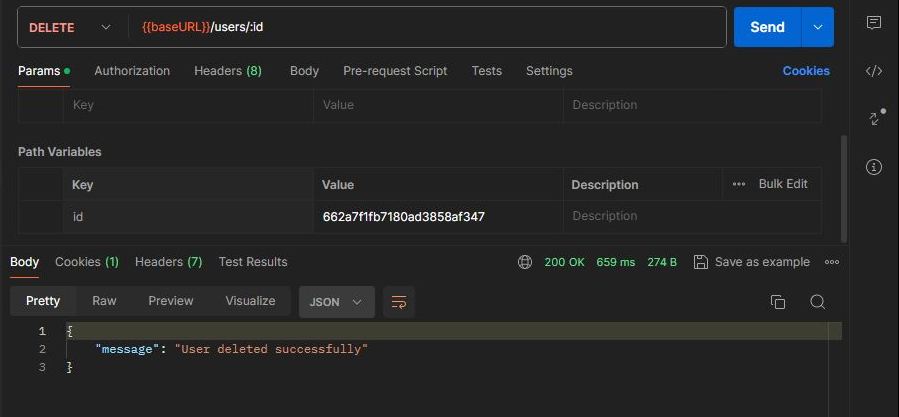 DELETE {{baseURL}}/users/:id Send
Params Authorization Headers (8) Body Pre-request Script Tests Settings Cookies
Key Value Description
Path Variables
Key Value Description Bulk Edit
id 662a7f1fb7180ad3858af347 Description
Body Cookies (1) Headers (7) Test Results 200 OK 659 ms 274 B Save as example
Pretty Raw Preview Visualize JSON
1 {
2 "message": "User deleted successfully"
3 }